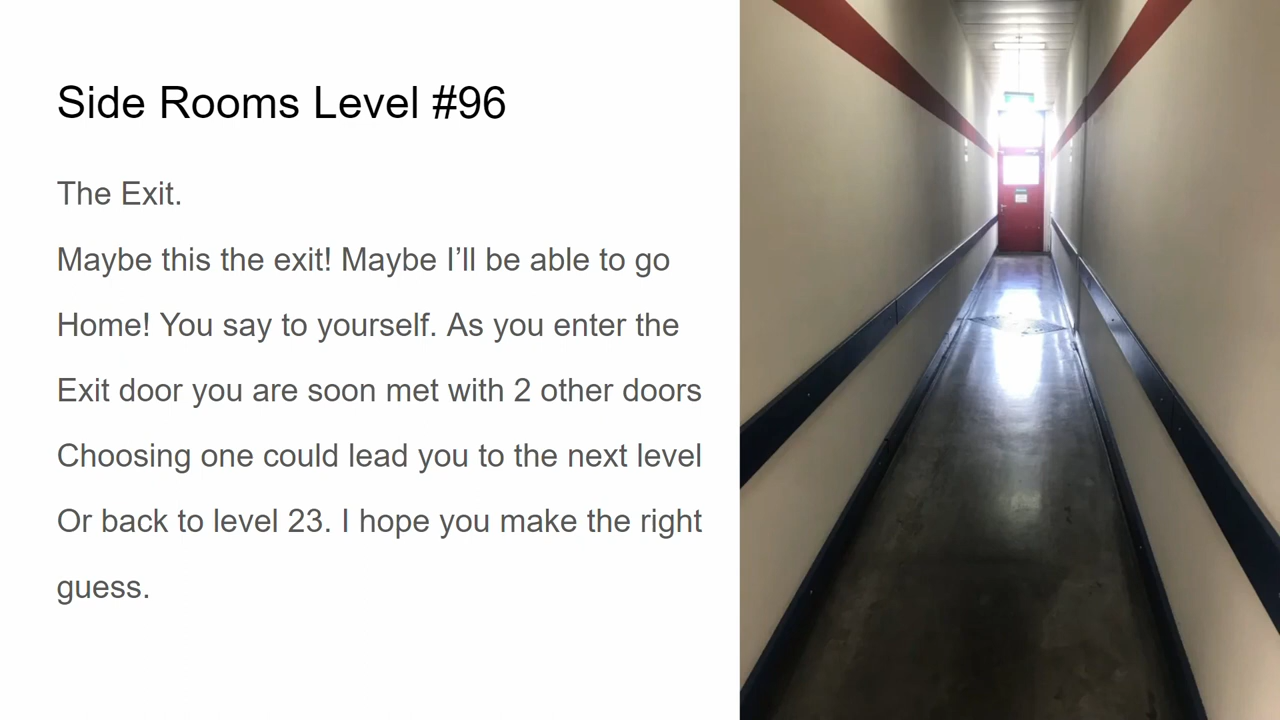 Side Rooms Level #96
The Exit.
Maybe this the exit! Maybe I’ll be able to go
Home! You say to yourself. As you enter the
Exit door you are soon met with 2 other doors
Choosing one could lead you to the next level
Or back to level 23. I hope you make the right
guess.